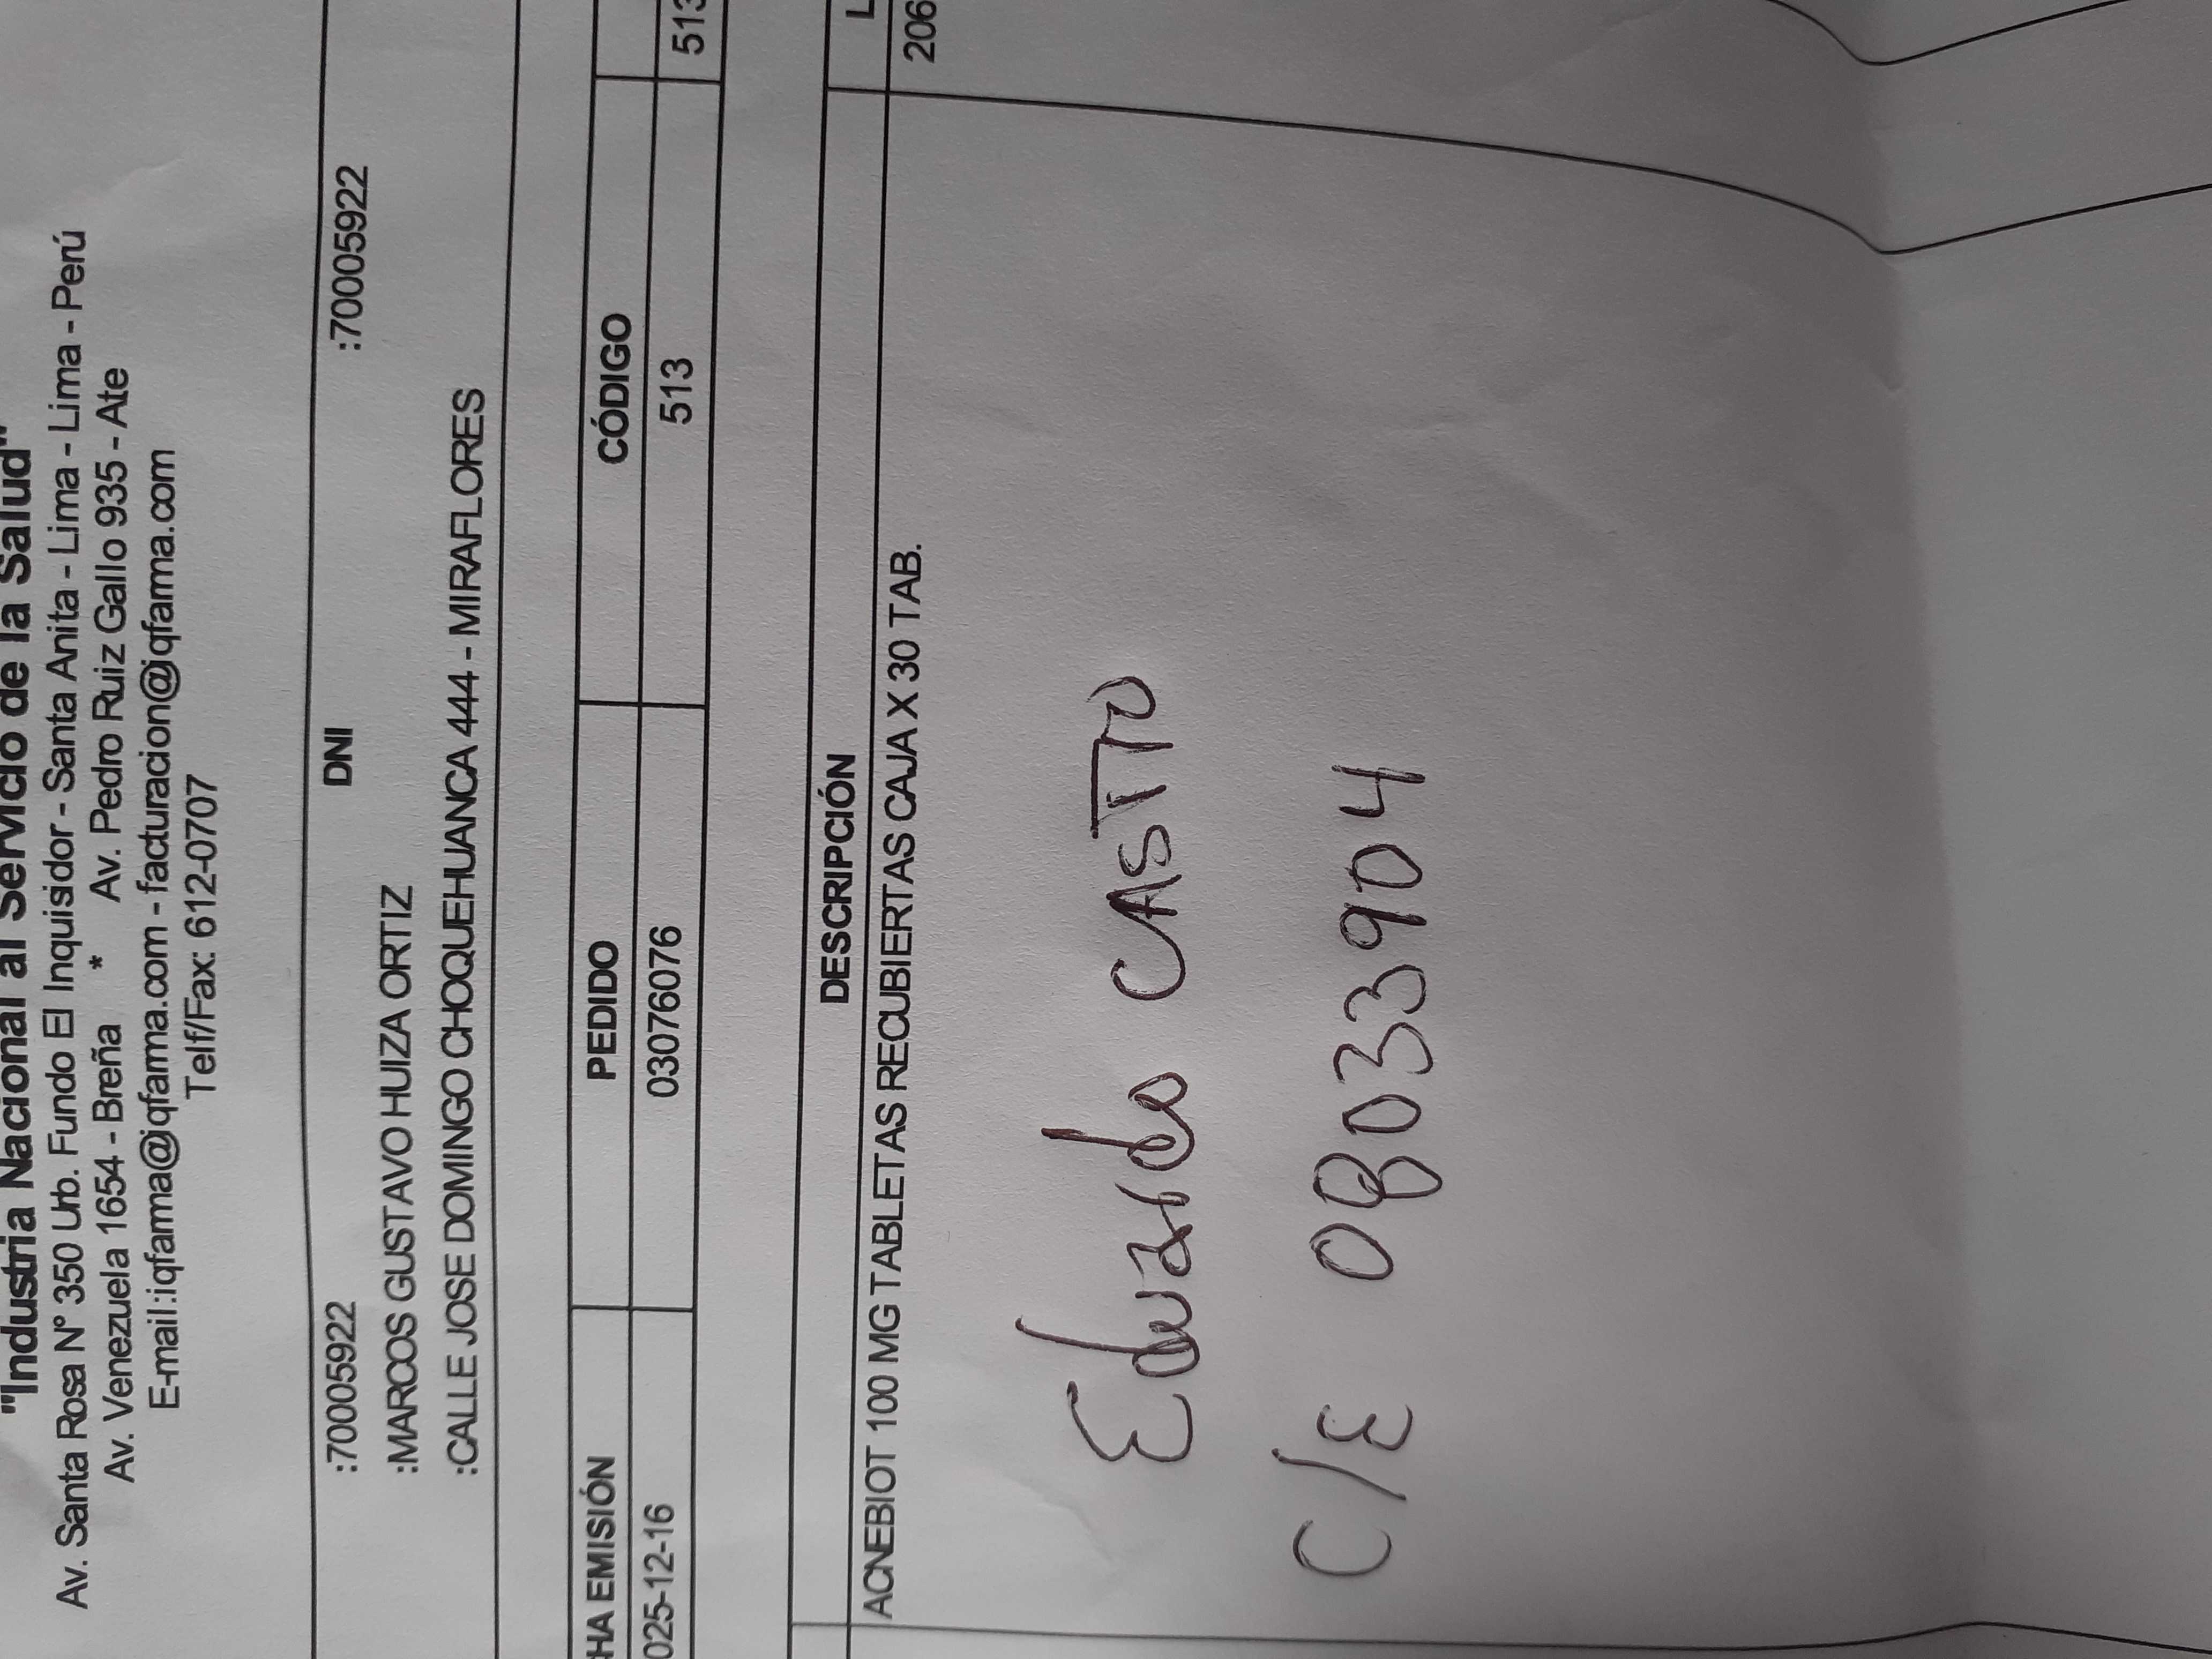 "Industria Nacional al Servicio de la Salud"
Av. Santa Rosa N° 350 Urb. Fundo El Inquisidor - Santa Anita - Lima - Lima - Perú
Av. Venezuela 1654 - Breña * Av. Pedro Ruiz Gallo 935 - Ate
E-mail:iqfarma@iqfarma.com - facturacion@iqfarma.com
Telf/Fax: 612-0707
:70005922 DNI :70005922
:MARCOS GUSTAVO HUIZA ORTIZ
:CALLE JOSE DOMINGO CHOQUEHUANCA 444 - MIRAFLORES
HA EMISIÓN PEDIDO CÓDIGO
025-12-16 03076076 513 513
DESCRIPCIÓN L
ACNEBIOT 100 MG TABLETAS RECUBIERTAS CAJA X 30 TAB. 206
Eduardo CASTTO
C/E 08033904